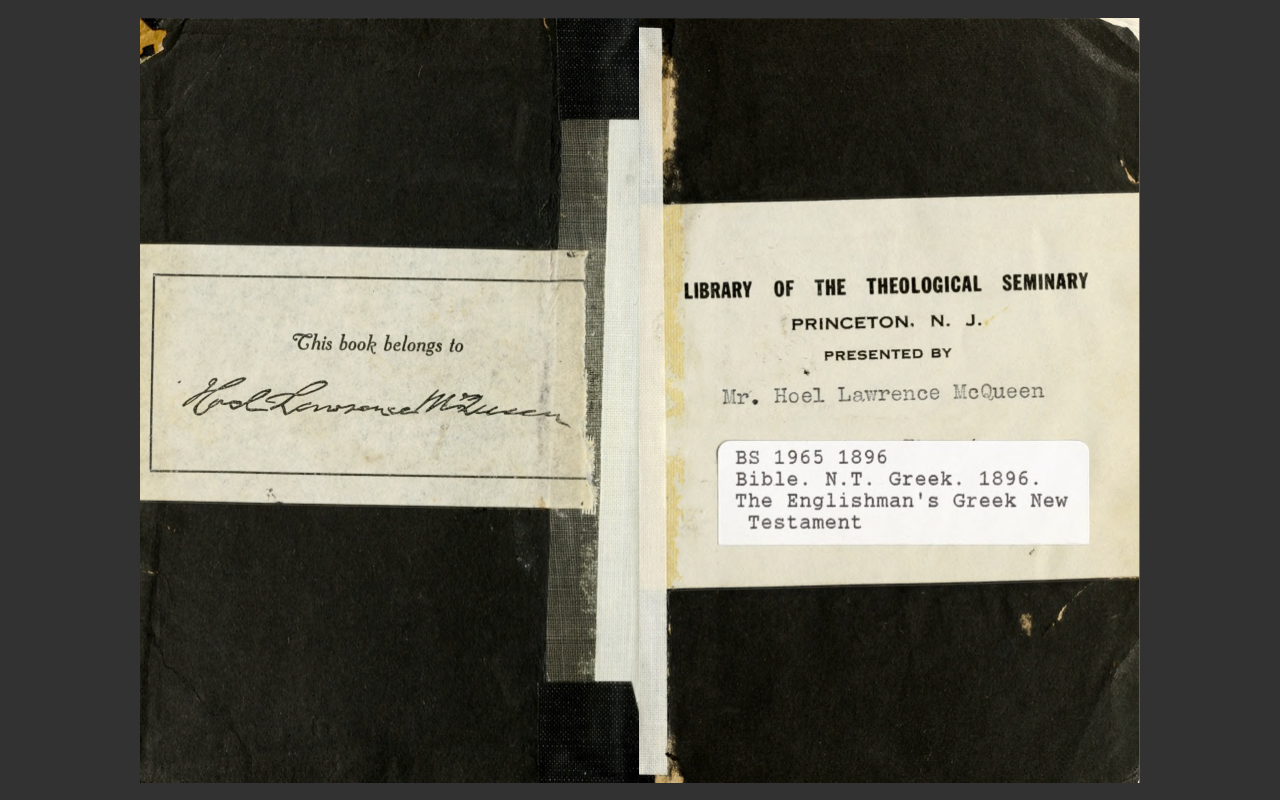 This book belongs to
Hoel Lawrence McQueen
LIBRARY OF THE THEOLOGICAL SEMINARY
PRINCETON. N. J.
PRESENTED BY
Mr. Hoel Lawrence McQueen
BS 1965 1896
Bible. N.T. Greek. 1896.
The Englishman's Greek New
Testament